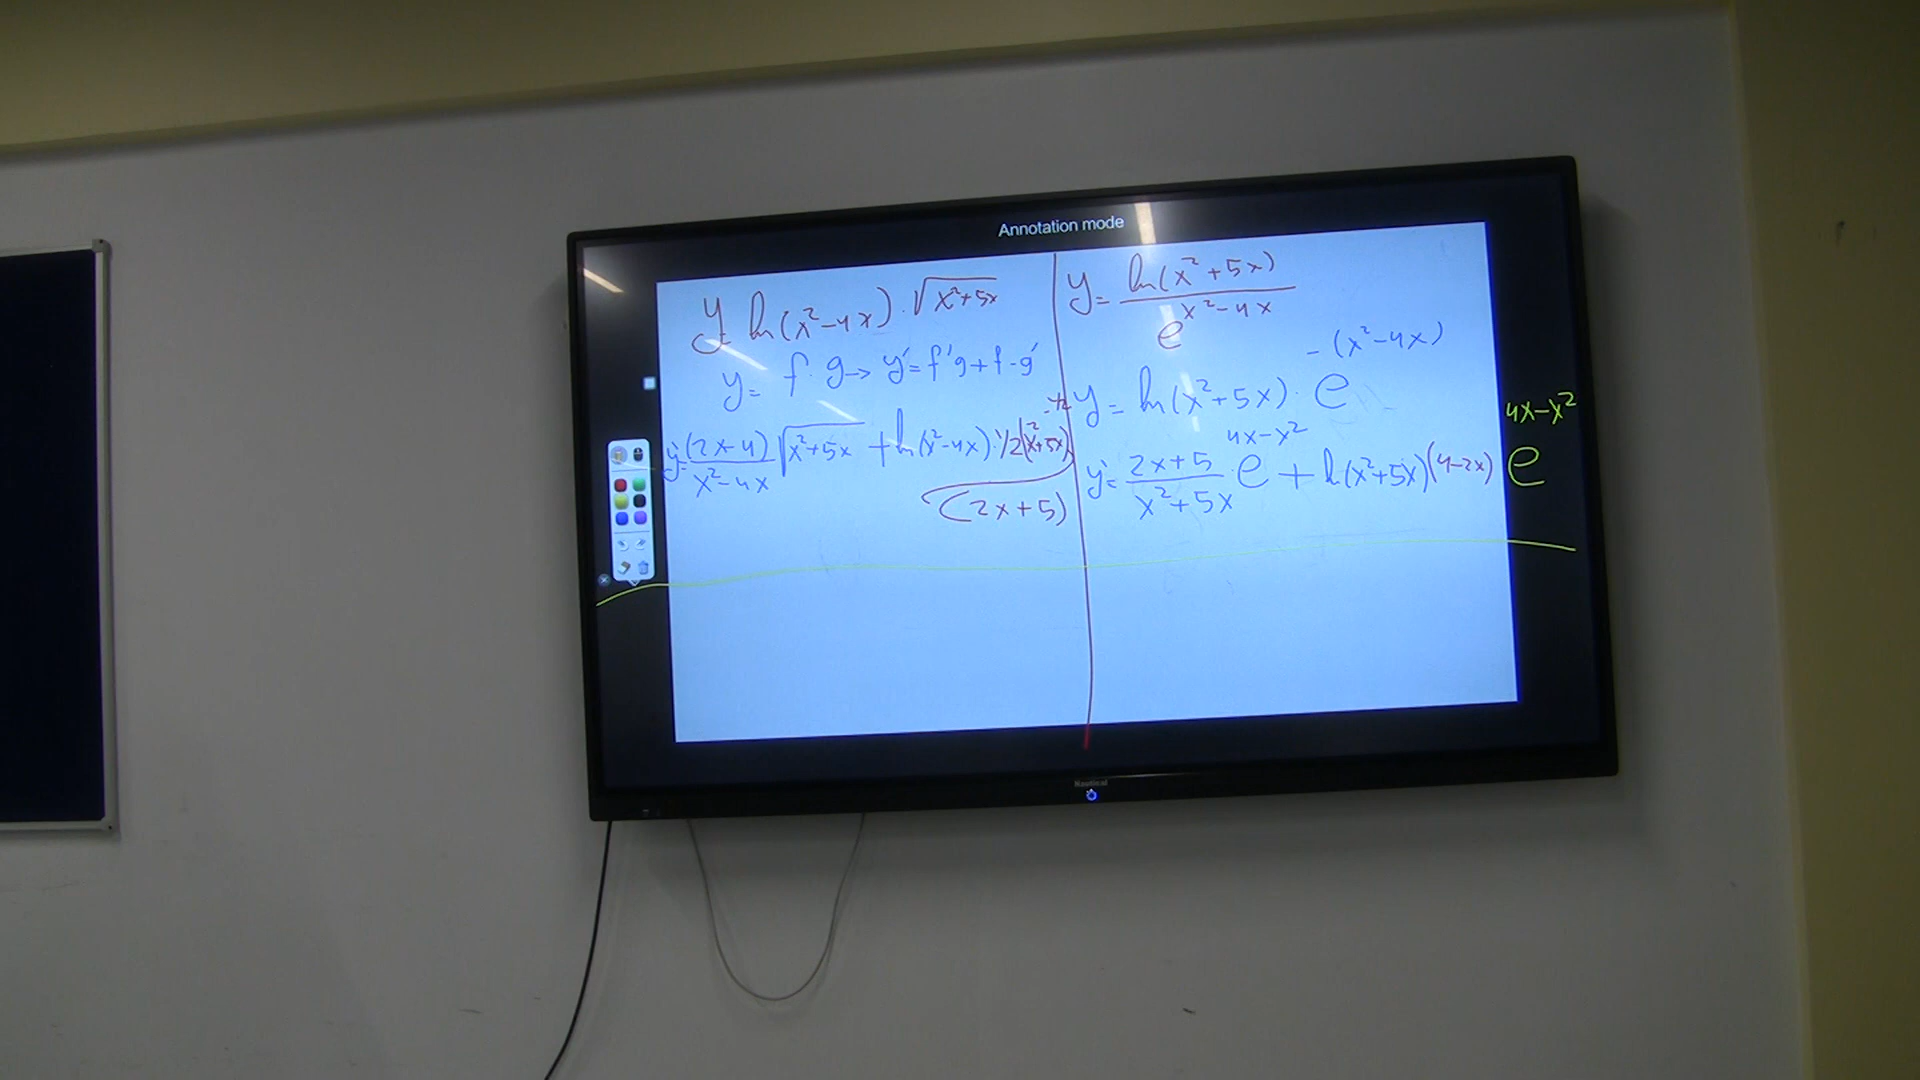 Annotation mode
y = ln(x²-4x) · √x²+5x
y = f · g → y' = f'g + f · g'
y' = (2x-4)/x²-4x √x²+5x + ln(x²-4x) · 1/2(x²+5x)^-1/2
(2x+5)
y = ln(x²+5x)/e^x²-4x
y = ln(x²+5x) · e^-(x²-4x)
y' = 2x+5/x²+5x · e^4x-x² + ln(x²+5x)(4-2x) e^4x-x²